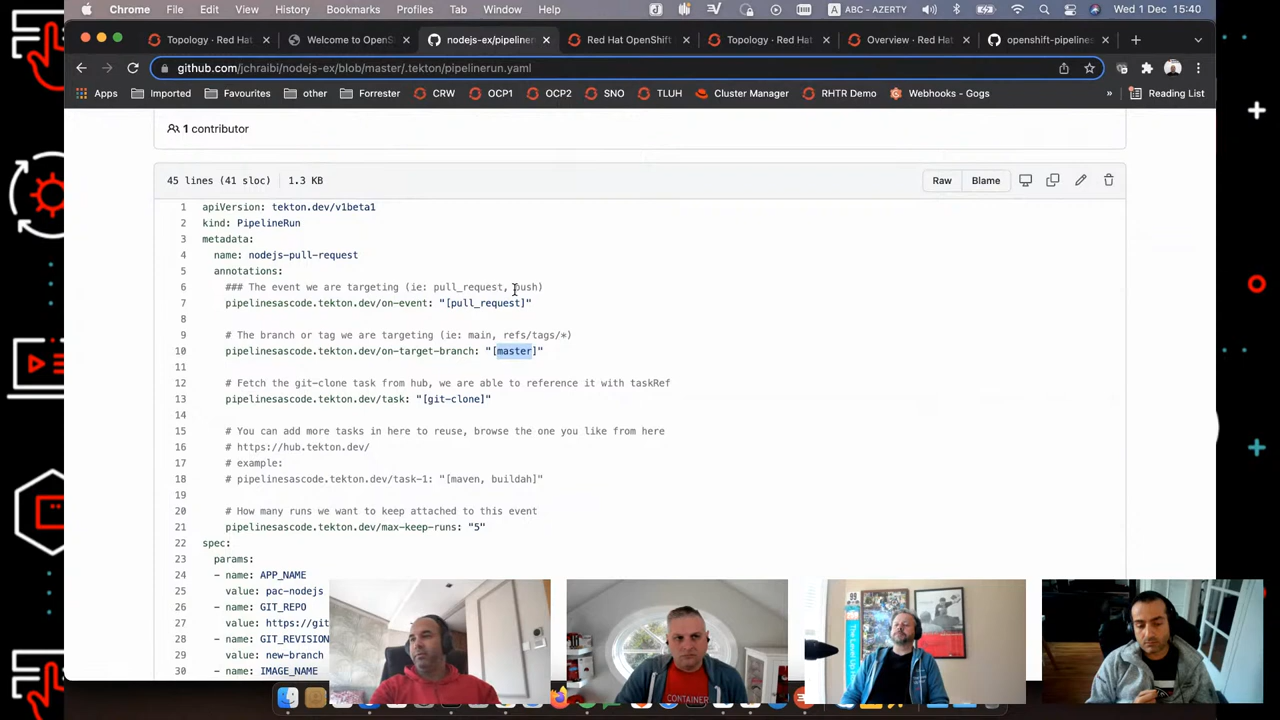 Chrome File Edit View History Bookmarks Profiles Tab Window Help A ABC - AZERTY Wed 1 Dec 15:40
Topology · Red Hat × Welcome to OpenS × nodejs-ex/pipeliner × Red Hat OpenShift × Topology · Red Hat × Overview · Red Hat × openshift-pipelines ×
github.com/jchraibi/nodejs-ex/blob/master/.tekton/pipelinerun.yaml
Apps Imported Favourites other Forrester CRW OCP1 OCP2 SNO TLUH Cluster Manager RHTR Demo Webhooks - Gogs » Reading List
1 contributor
45 lines (41 sloc) 1.3 KB Raw Blame
1 apiVersion: tekton.dev/v1beta1
2 kind: PipelineRun
3 metadata:
4 name: nodejs-pull-request
5 annotations:
6 ### The event we are targeting (ie: pull_request, push)
7 pipelinesascode.tekton.dev/on-event: "[pull_request]"
8
9 # The branch or tag we are targeting (ie: main, refs/tags/*)
10 pipelinesascode.tekton.dev/on-target-branch: "[master]"
11
12 # Fetch the git-clone task from hub, we are able to reference it with taskRef
13 pipelinesascode.tekton.dev/task: "[git-clone]"
14
15 # You can add more tasks in here to reuse, browse the one you like from here
16 # https://hub.tekton.dev/
17 # example:
18 # pipelinesascode.tekton.dev/task-1: "[maven, buildah]"
19
20 # How many runs we want to keep attached to this event
21 pipelinesascode.tekton.dev/max-keep-runs: "5"
22 spec:
23 params:
24 - name: APP_NAME
25 value: pac-nodejs
26 - name: GIT_REPO
27 value: https://git
28 - name: GIT_REVISION
29 value: new-branch
30 - name: IMAGE_NAME
99
CONTAINER